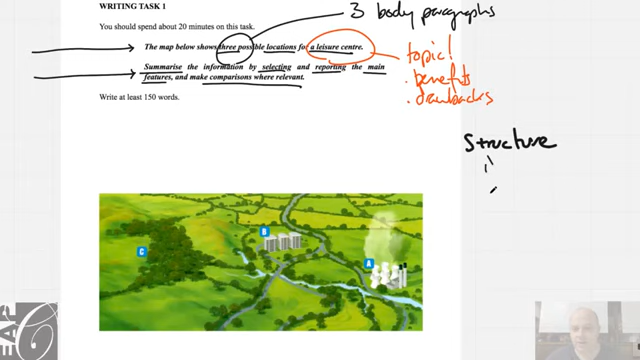 WRITING TASK 1
3 body paragraphs
You should spend about 20 minutes on this task.
The map below shows three possible locations for a leisure centre.
topic!
Summarise the information by selecting and reporting the main
features, and make comparisons where relevant.
. benefits
. drawbacks
Write at least 150 words.
Structure
B
C
A
EAP